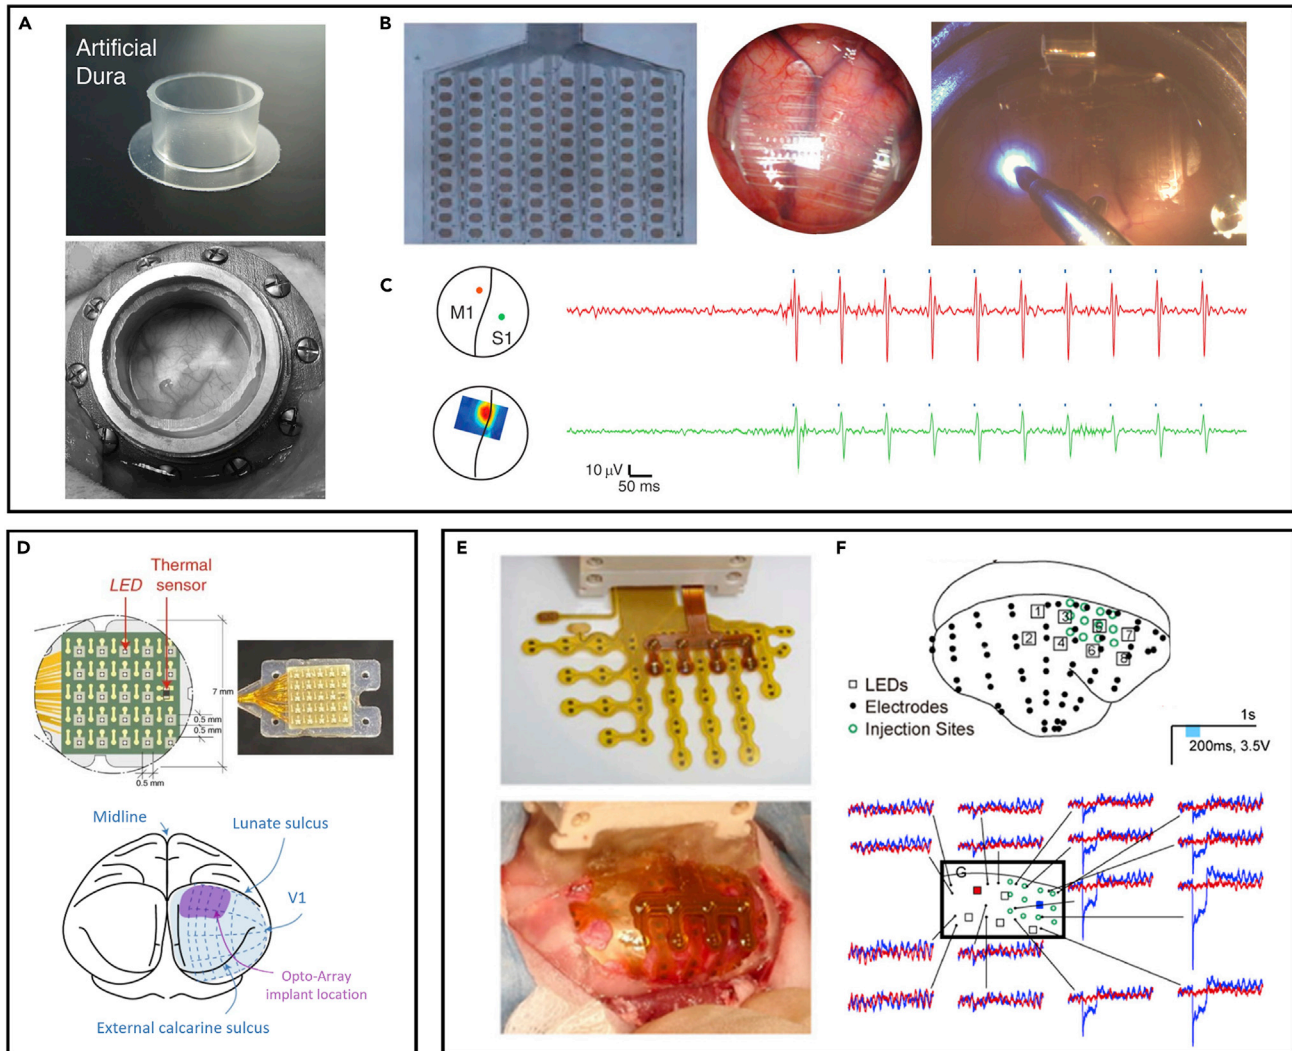 A
Artificial
Dura
B
C
M1
S1
10 μV
50 ms
D
LED
Thermal
sensor
7 mm
0.5 mm
0.5 mm
0.5 mm
Midline
Lunate sulcus
V1
Opto-Array
implant location
External calcarine sulcus
E
F
1
2
3
4
5
6
7
8
LEDs
Electrodes
Injection Sites
1s
200ms, 3.5V
G